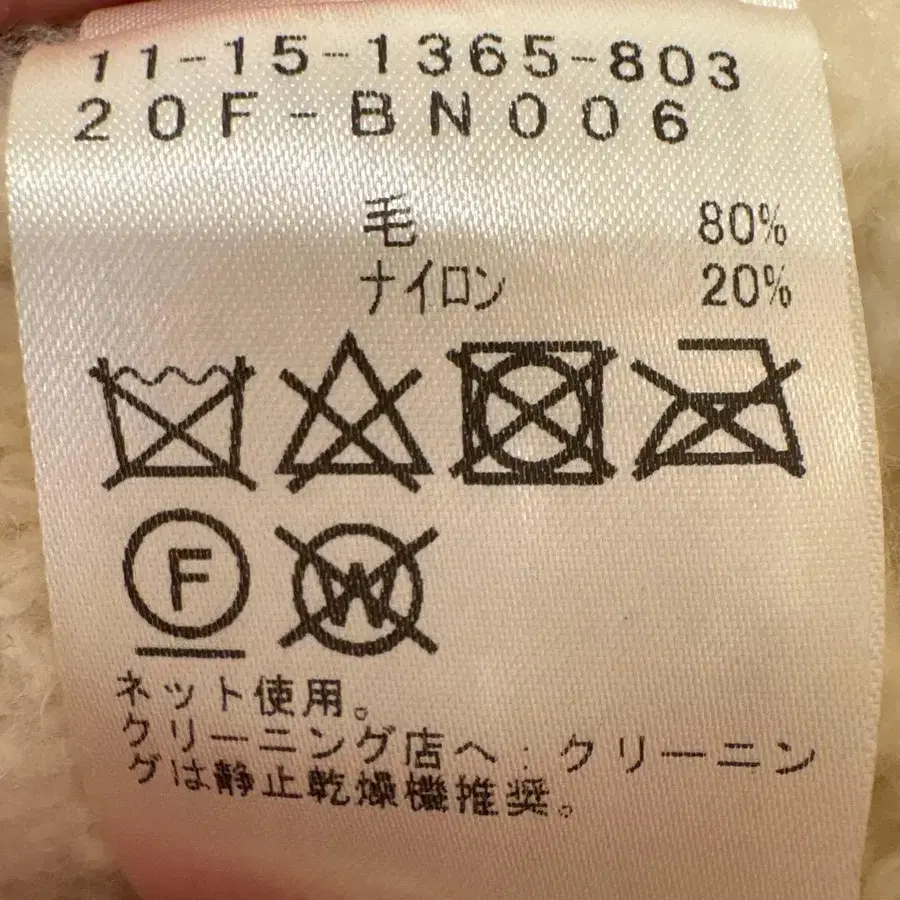 11-15-1365-803
20F-BN006
毛 80%
ナイロン 20%
F W
ネット使用。
クリーニング店へ：クリーニン
グは静止乾燥機推奨。